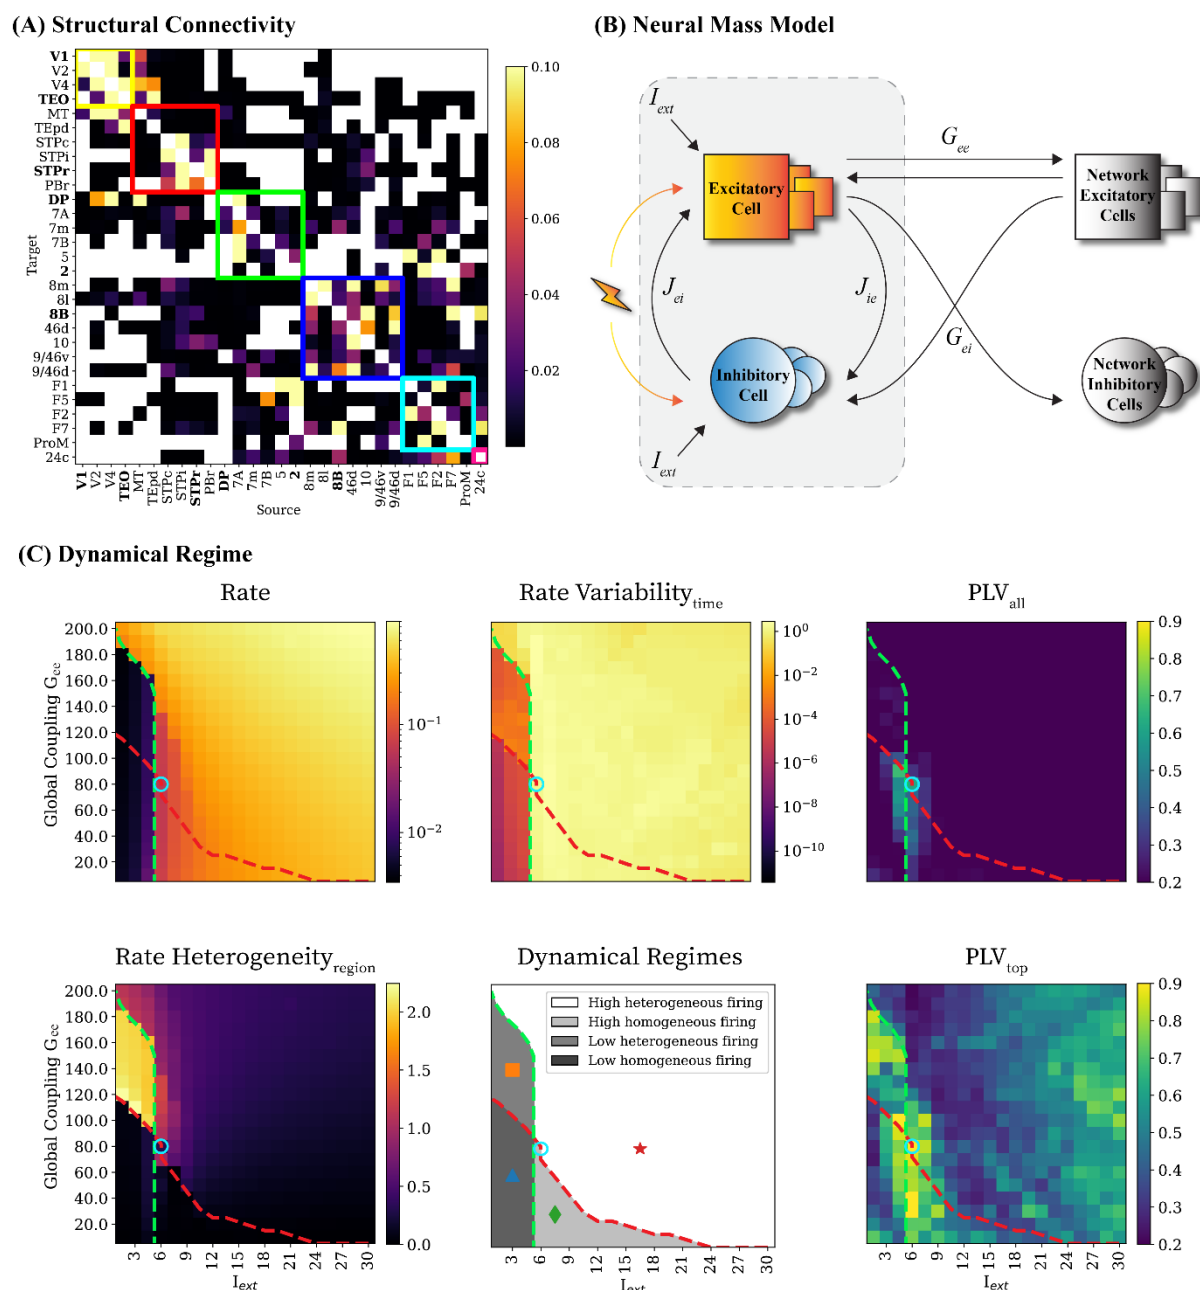 (A) Structural Connectivity
V1
V2
V4
TEO
MT
TEpd
STPc
STPi
STPr
PBr
DP
7A
7m
7B
5
2
8m
8l
8B
46d
10
9/46v
9/46d
F1
F5
F2
F7
ProM
24c
Target
V1 V2 V4 TEO MT TEpd STPc STPi STPr PBr DP 7A 7m 7B 5 2 8m 8l 8B 46d 10 9/46v 9/46d F1 F5 F2 F7 ProM 24c
Source
0.10
0.08
0.06
0.04
0.02
(B) Neural Mass Model
I_ext
Excitatory
Cell
G_ee
Network
Excitatory
Cells
J_ei
J_ie
G_ei
Inhibitory
Cell
Network
Inhibitory
Cells
I_ext
(C) Dynamical Regime
Rate
Global Coupling G_cc
200.0
180.0
160.0
140.0
120.0
100.0
80.0
60.0
40.0
20.0
10^-1
10^-2
Rate Variability_time
10^0
10^-2
10^-4
10^-6
10^-8
10^-10
PLV_all
0.9
0.8
0.7
0.6
0.5
0.4
0.3
0.2
Rate Heterogeneity_region
Global Coupling G_cc
200.0
180.0
160.0
140.0
120.0
100.0
80.0
60.0
40.0
20.0
3 6 9 12 15 18 21 24 27 30
I_ext
2.0
1.5
1.0
0.5
0.0
Dynamical Regimes
High heterogeneous firing
High homogeneous firing
Low heterogeneous firing
Low homogeneous firing
3 6 9 12 15 18 21 24 27 30
I_ext
PLV_top
3 6 9 12 15 18 21 24 27 30
I_ext
0.9
0.8
0.7
0.6
0.5
0.4
0.3
0.2